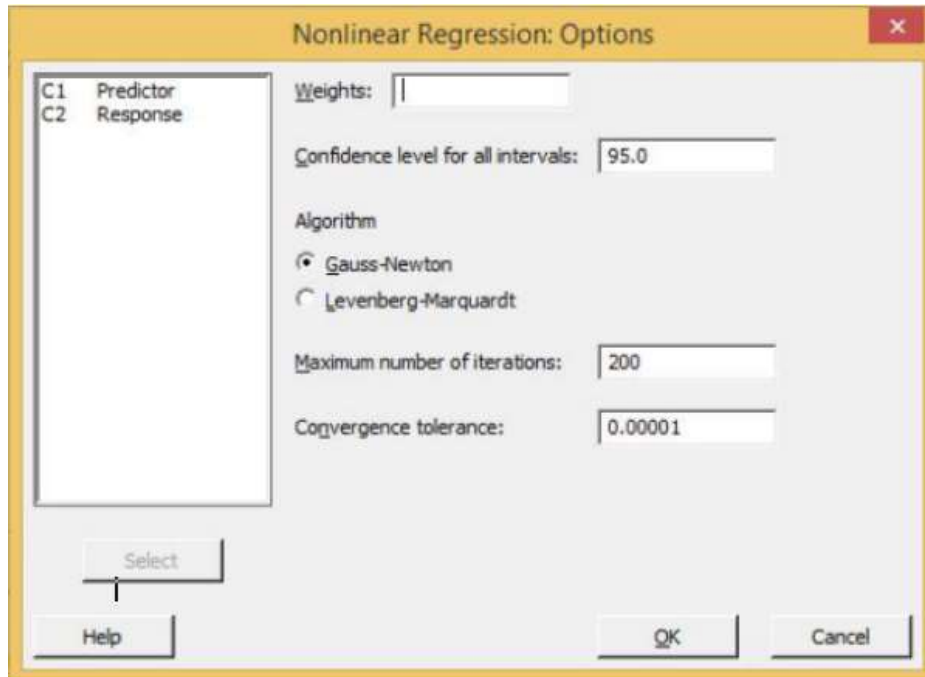 Nonlinear Regression: Options
C1 Predictor
C2 Response
Weights:
Confidence level for all intervals: 95.0
Algorithm
Gauss-Newton
Levenberg-Marquardt
Maximum number of iterations: 200
Convergence tolerance: 0.00001
Select
Help
OK
Cancel